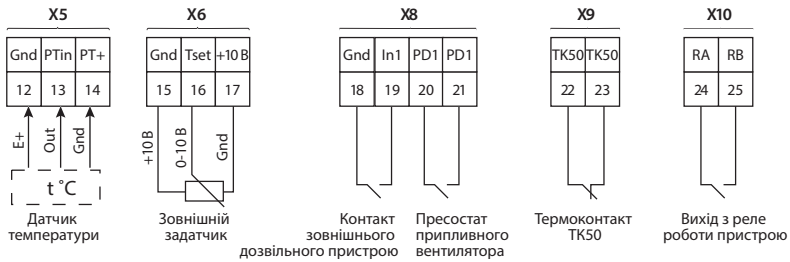 X5 X6 X8 X9 X10
Gnd PTin PT+ Gnd Tset +10 В Gnd In1 PD1 PD1 TK50 TK50 RA RB
12 13 14 15 16 17 18 19 20 21 22 23 24 25
E+ Out Gnd +10 В 0-10 В Gnd
t ˚C
Датчик Зовнішній Контакт Пресостат Термоконтакт Вихід з реле
температури задатчик зовнішнього припливного ТК50 роботи пристрою
дозвільного пристрою вентилятора